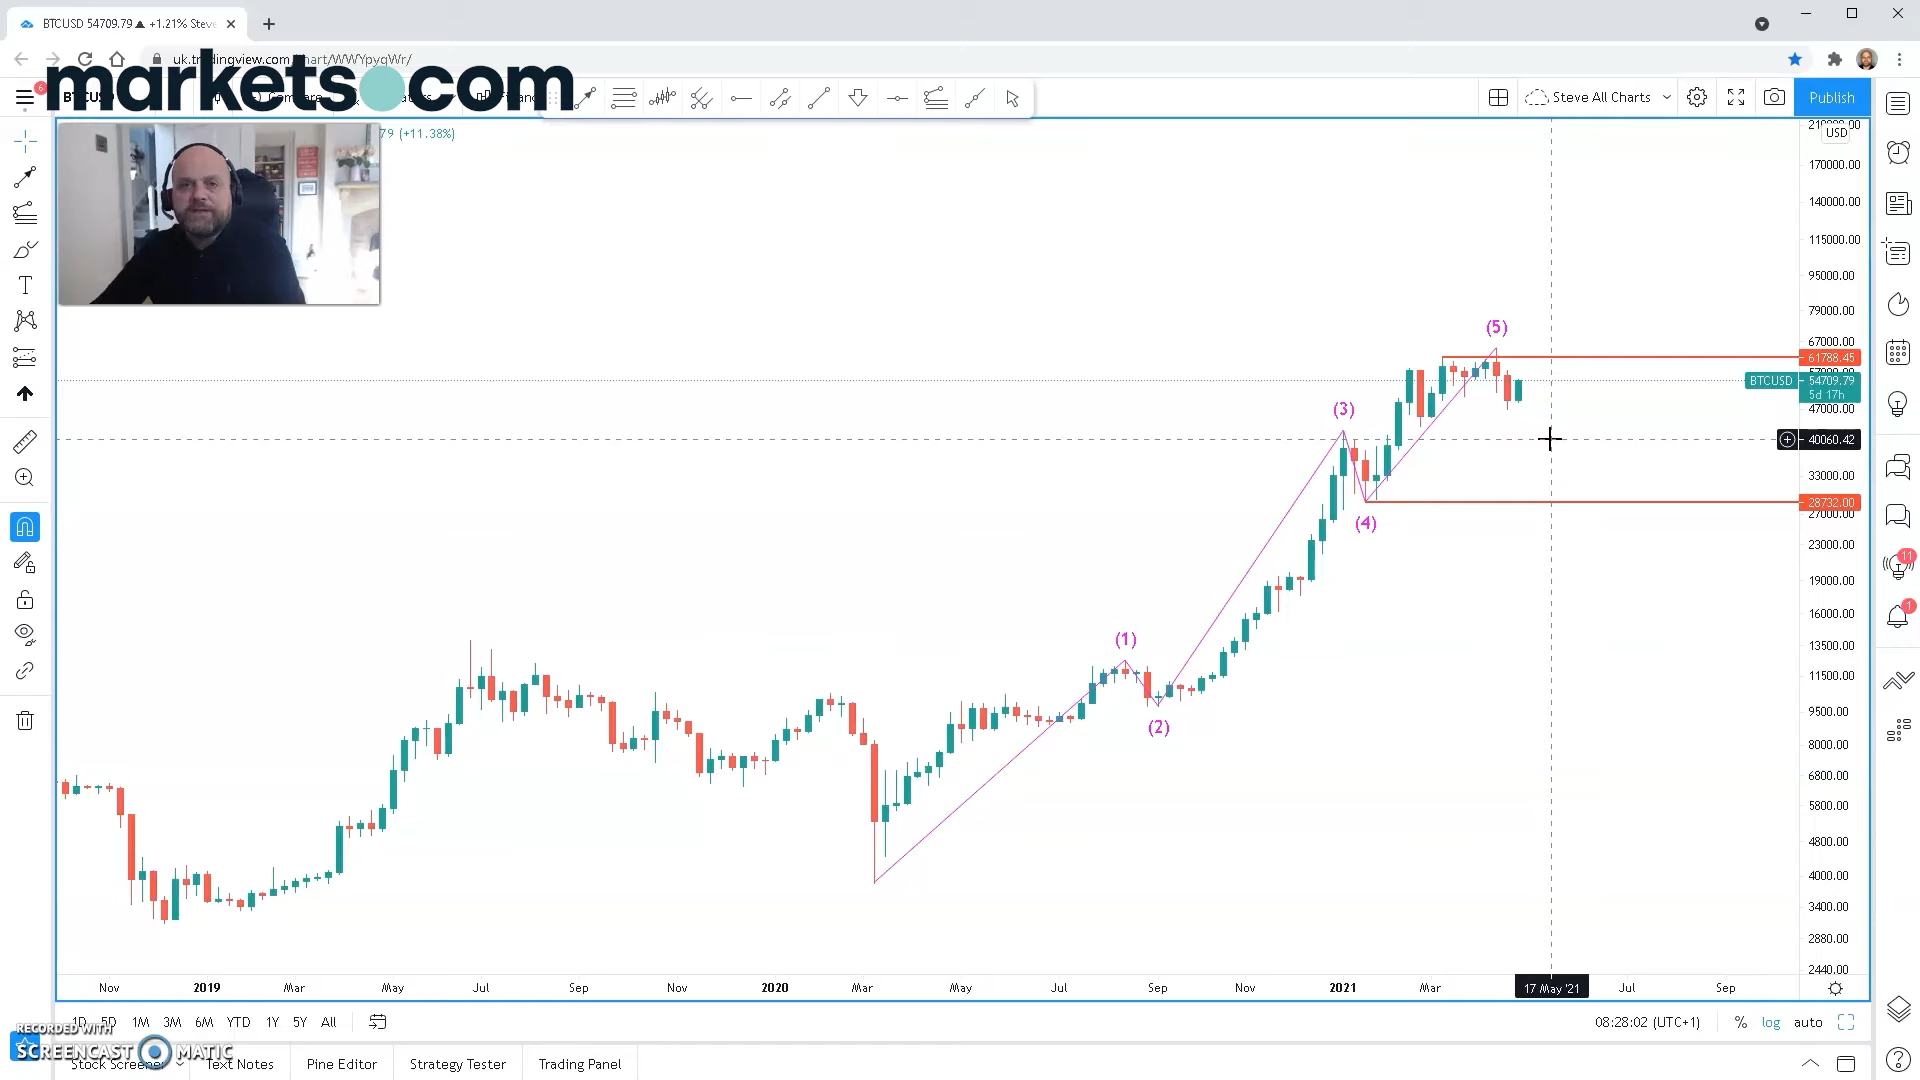 BTCUSD 54709.79 ▲ +1.21% Steve
uk.tradingview.com/chart/WWYpyqWr/
markets.com
6
Compare
Steve All Charts
Publish
79 (+11.38%)
USD
170000.00
140000.00
115000.00
95000.00
79000.00
67000.00
61788.45
BTCUSD 54709.79
5d 17h
47000.00
40060.42
33000.00
28732.00
27000.00
23000.00
19000.00
16000.00
13500.00
11500.00
9500.00
8000.00
6800.00
5800.00
4800.00
4000.00
3400.00
2880.00
2440.00
(5)
(3)
(4)
(1)
(2)
11
1
Nov 2019 Mar May Jul Sep Nov 2020 Mar May Jul Sep Nov 2021 Mar 17 May '21 Jul Sep
1D 5D 1M 3M 6M YTD 1Y 5Y All
08:28:02 (UTC+1) % log auto
RECORDED WITH
SCREENCAST MATIC
Stock Screener Text Notes Pine Editor Strategy Tester Trading Panel